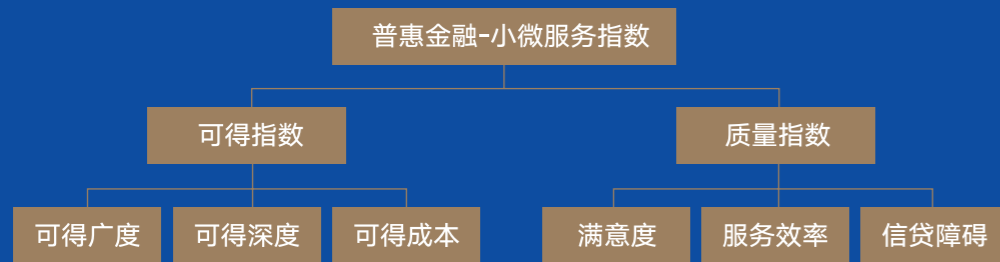 普惠金融-小微服务指数
可得指数
质量指数
可得广度
可得深度
可得成本
满意度
服务效率
信贷障碍